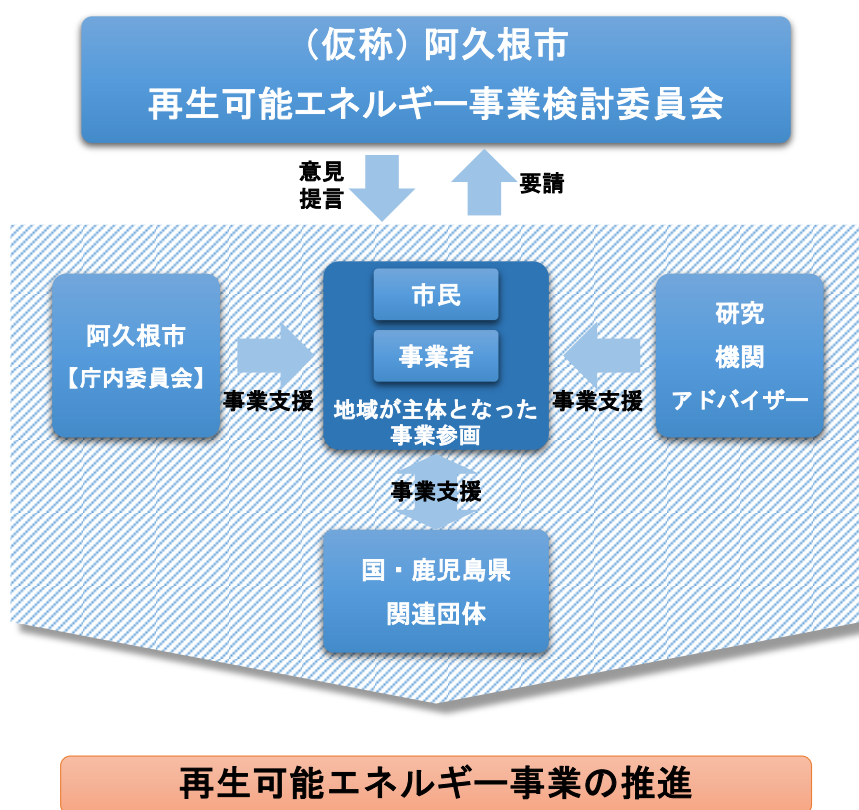 （仮称）阿久根市
再生可能エネルギー事業検討委員会
意見
提言
要請
阿久根市
【庁内委員会】
事業支援
市民
事業者
地域が主体となった
事業参画
事業支援
研究
機関
アドバイザー
事業支援
国・鹿児島県
関連団体
再生可能エネルギー事業の推進